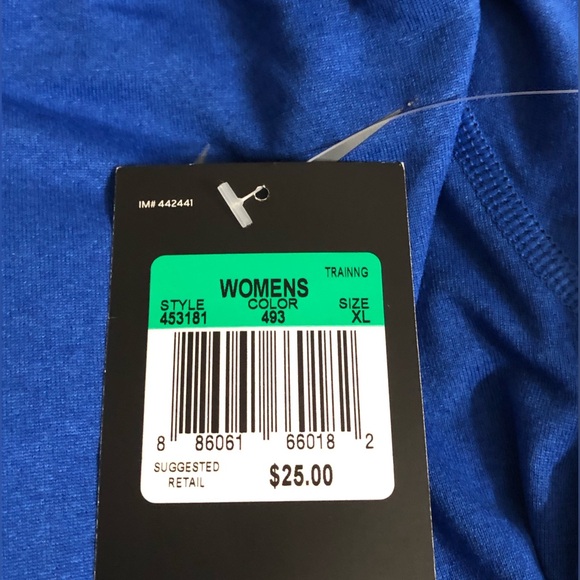 IM# 442441
TRAINNG
WOMENS
STYLE COLOR SIZE
453181 493 XL
8 86061 66018 2
SUGGESTED
RETAIL $25.00